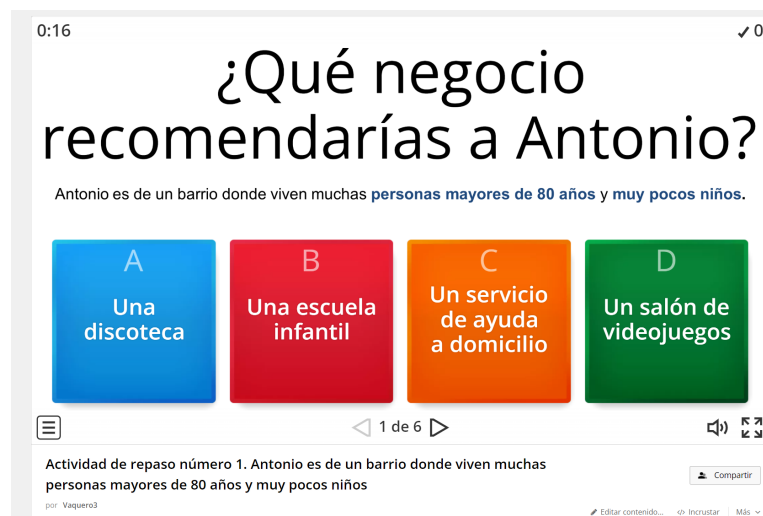 0:16
0
¿Qué negocio
recomendarías a Antonio?
Antonio es de un barrio donde viven muchas personas mayores de 80 años y muy pocos niños.
A
Una
discoteca
B
Una escuela
infantil
C
Un servicio
de ayuda
a domicilio
D
Un salón de
videojuegos
1 de 6
Actividad de repaso número 1. Antonio es de un barrio donde viven muchas
personas mayores de 80 años y muy pocos niños
Compartir
por Vaquero3
Editar contenido... Incrustar Más